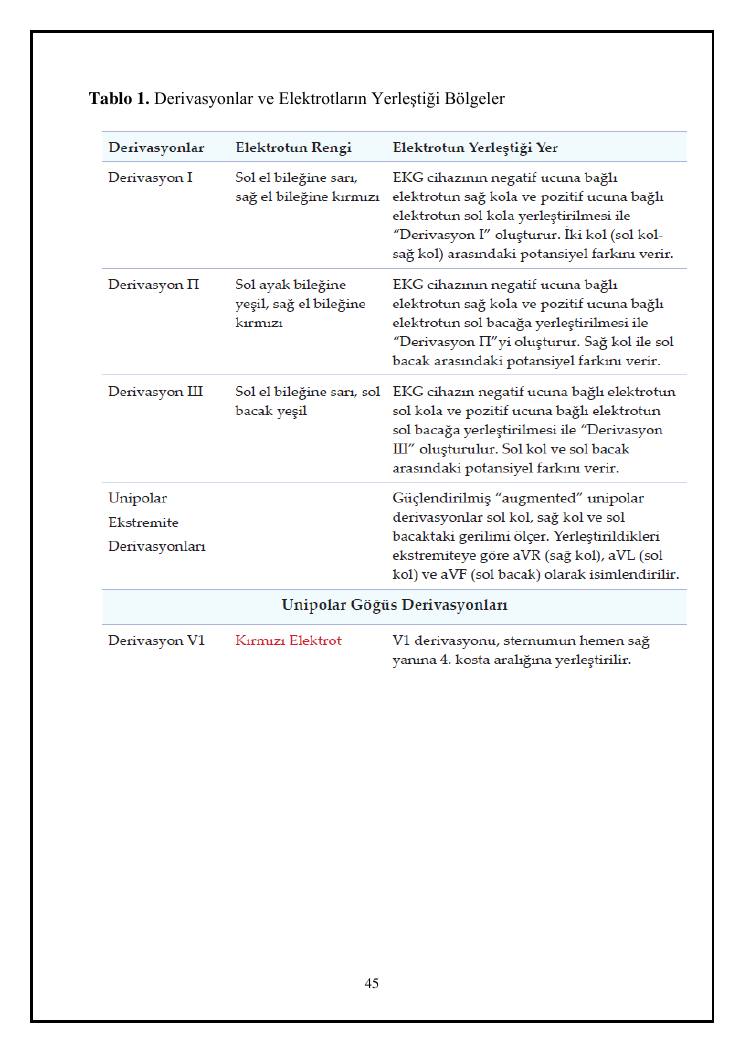 Tablo 1. Derivasyonlar ve Elektrotların Yerleştiği Bölgeler
Derivasyonlar Elektrotun Rengi Elektrotun Yerleştiği Yer
Derivasyon I Sol el bileğine sarı, EKG cihazının negatif ucuna bağlı
sağ el bileğine kırmızı elektrotun sağ kola ve pozitif ucuna bağlı
elektrotun sol kola yerleştirilmesi ile
“Derivasyon I” oluşturur. İki kol (sol kol-
sağ kol) arasındaki potansiyel farkını verir.
Derivasyon II Sol ayak bileğine EKG cihazının negatif ucuna bağlı
yeşil, sağ el bileğine elektrotun sağ kola ve pozitif ucuna bağlı
kırmızı elektrotun sol bacağa yerleştirilmesi ile
“Derivasyon II”yi oluşturur. Sağ kol ile sol
bacak arasındaki potansiyel farkını verir.
Derivasyon III Sol el bileğine sarı, sol EKG cihazın negatif ucuna bağlı elektrotun
bacak yeşil sol kola ve pozitif ucuna bağlı elektrotun
sol bacağa yerleştirilmesi ile “Derivasyon
III” oluşturulur. Sol kol ve sol bacak
arasındaki potansiyel farkını verir.
Unipolar Güçlendirilmiş “augmented” unipolar
Ekstremite derivasyonlar sol kol, sağ kol ve sol
Derivasyonları bacaktaki gerilimi ölçer. Yerleştirildikleri
ekstremiteye göre aVR (sağ kol), aVL (sol
kol) ve aVF (sol bacak) olarak isimlendirilir.
Unipolar Göğüs Derivasyonları
Derivasyon V1 Kırmızı Elektrot V1 derivasyonu, sternumun hemen sağ
yanına 4. kosta aralığına yerleştirilir.
45